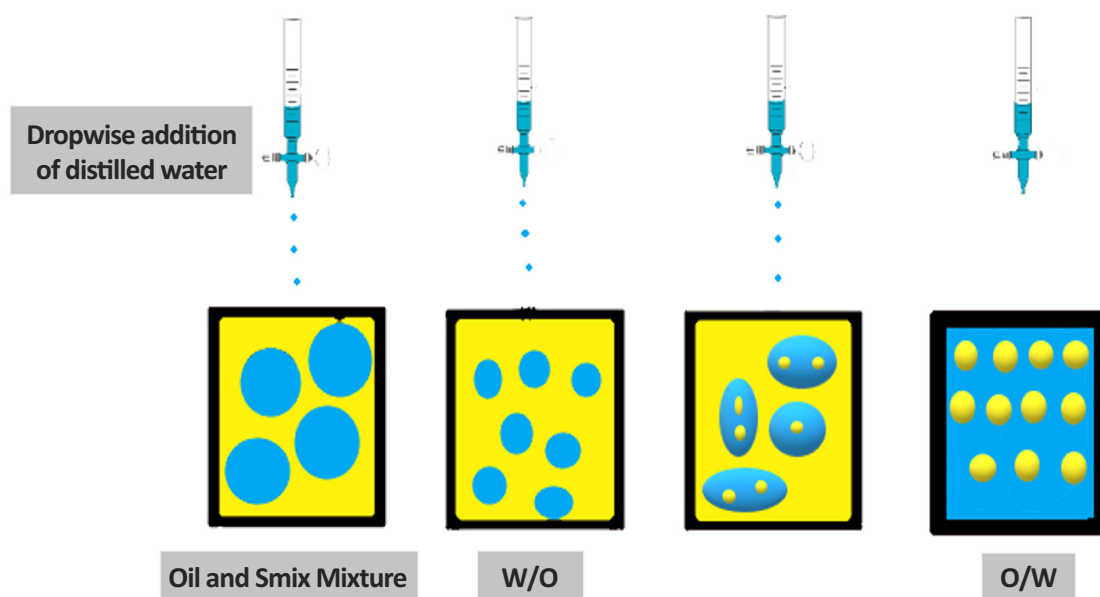 Dropwise addition
of distilled water
Oil and Smix Mixture
W/O
O/W